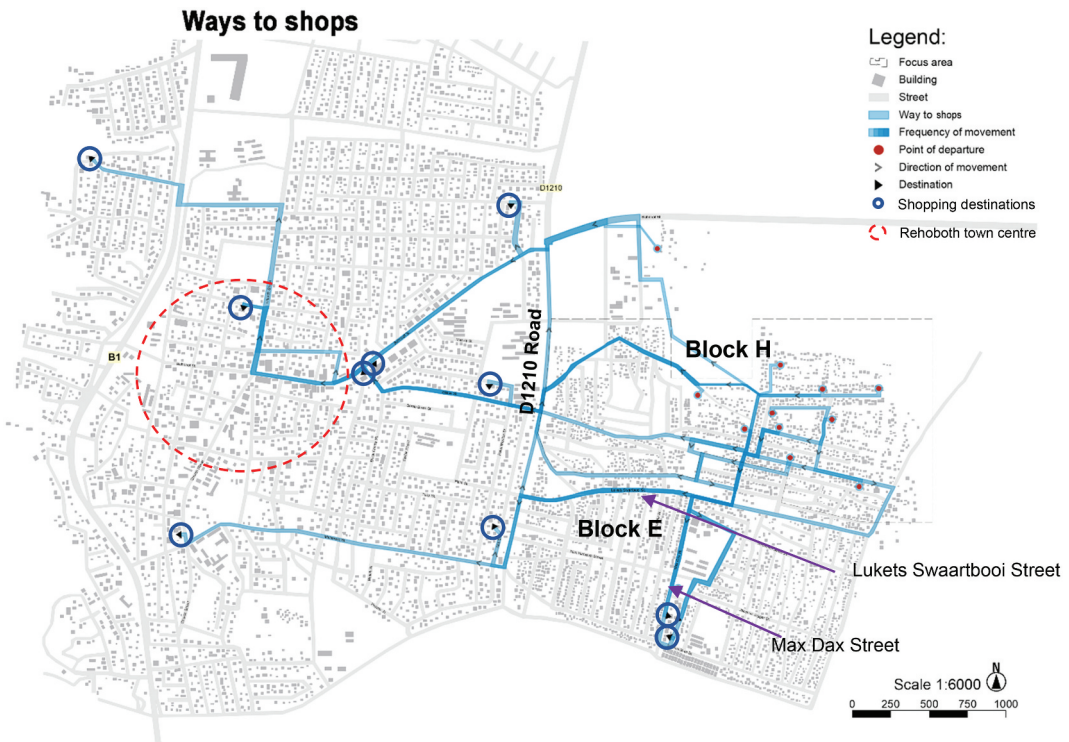 Ways to shops
Legend:
Focus area
Building
Street
Way to shops
Frequency of movement
Point of departure
Direction of movement
Destination
Shopping destinations
Rehoboth town centre
D1210
D1210 Road
Block H
B1
Block E
Lukets Swaartbooi Street
Max Dax Street
N
Scale 1:6000
0 250 500 750 1000